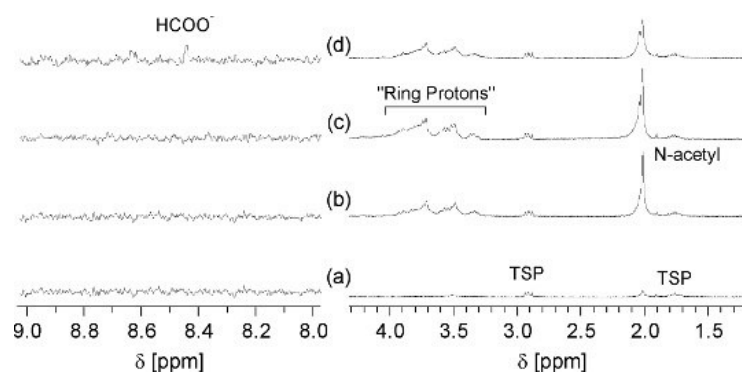 HCOO⁻
(d)
"Ring Protons"
(c)
N-acetyl
(b)
TSP
TSP
(a)
9.0 8.8 8.6 8.4 8.2 8.0 4.0 3.5 3.0 2.5 2.0 1.5
δ [ppm] δ [ppm]